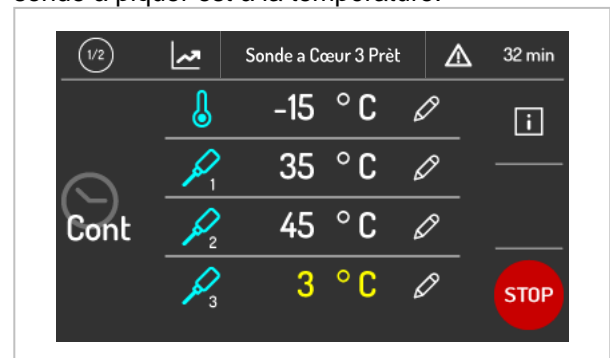 sonde à piquer est à la température.
1/2 Sonde a Cœur 3 Prèt 32 min
-15 °C
i
1 35 °C
Cont
2 45 °C
3 3 °C
STOP